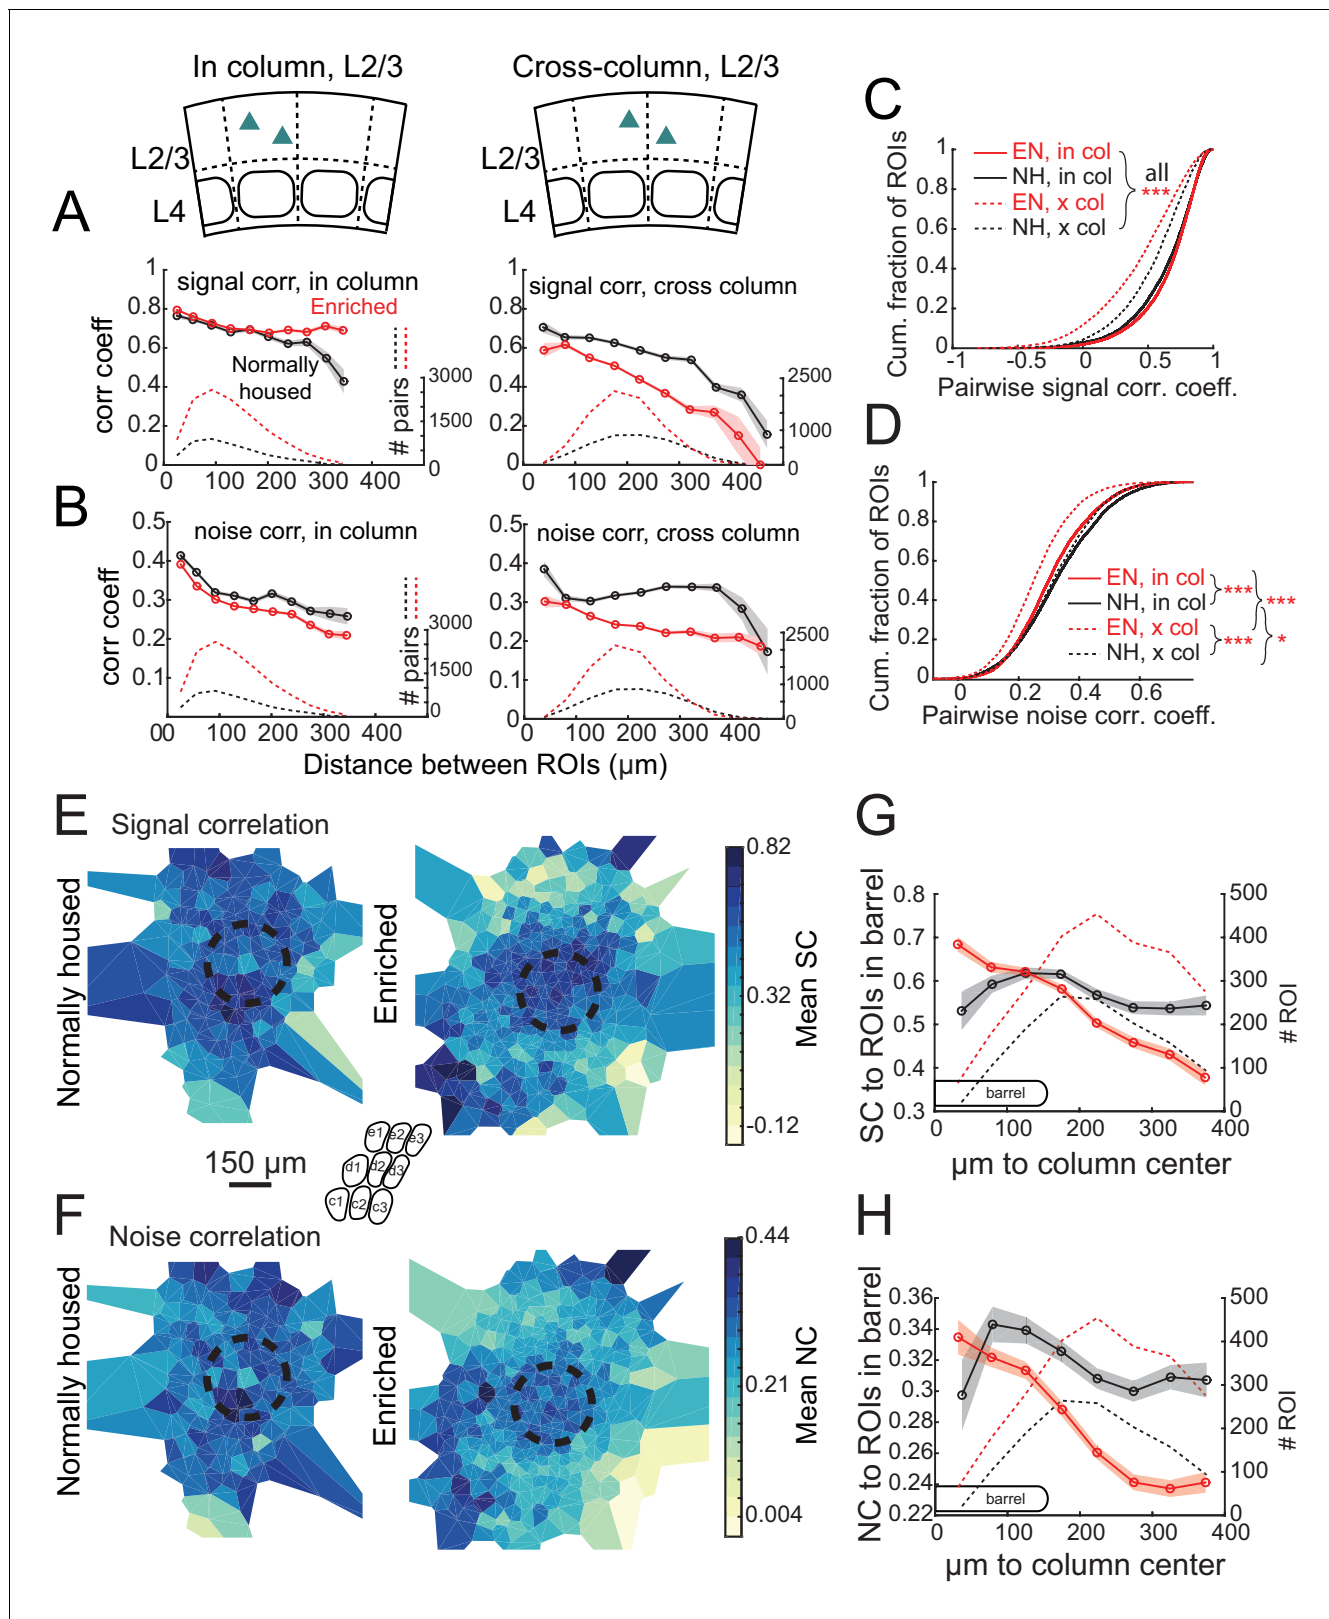 In column, L2/3
Cross-column, L2/3
L2/3
L4
L2/3
L4
A
signal corr, in column
Enriched
Normally
housed
corr coeff
# pairs
1
0.8
0.6
0.4
0.2
0
3000
1500
0
0 100 200 300 400
signal corr, cross column
1
0.8
0.6
0.4
0.2
0
2500
1000
0
0 100 200 300 400
B
noise corr, in column
corr coeff
# pairs
0.5
0.4
0.3
0.2
0.1
0
3000
1500
0
0 100 200 300 400
noise corr, cross column
0.5
0.4
0.3
0.2
0.1
0
2500
1000
0
0 100 200 300 400
Distance between ROIs (µm)
C
Cum. fraction of ROIs
EN, in col
NH, in col
EN, x col
NH, x col
all
***
1
0.8
0.6
0.4
0.2
0
-1 -0.5 0 0.5 1
Pairwise signal corr. coeff.
D
Cum. fraction of ROIs
1
0.8
0.6
0.4
0.2
0
EN, in col
NH, in col
EN, x col
NH, x col
***
***
***
*
0 0.2 0.4 0.6
Pairwise noise corr. coeff.
E
Signal correlation
Normally housed
Enriched
0.82
0.32
-0.12
Mean SC
150 µm
e1 e2 e3
d1 d2 d3
c1 c2 c3
F
Noise correlation
Normally housed
Enriched
0.44
0.21
0.004
Mean NC
G
SC to ROIs in barrel
0.8
0.7
0.6
0.5
0.4
0.3
barrel
500
400
300
200
100
0
# ROI
0 100 200 300 400
µm to column center
H
NC to ROIs in barrel
0.36
0.34
0.32
0.3
0.28
0.26
0.24
0.22
barrel
500
400
300
200
100
0
# ROI
0 100 200 300 400
µm to column center